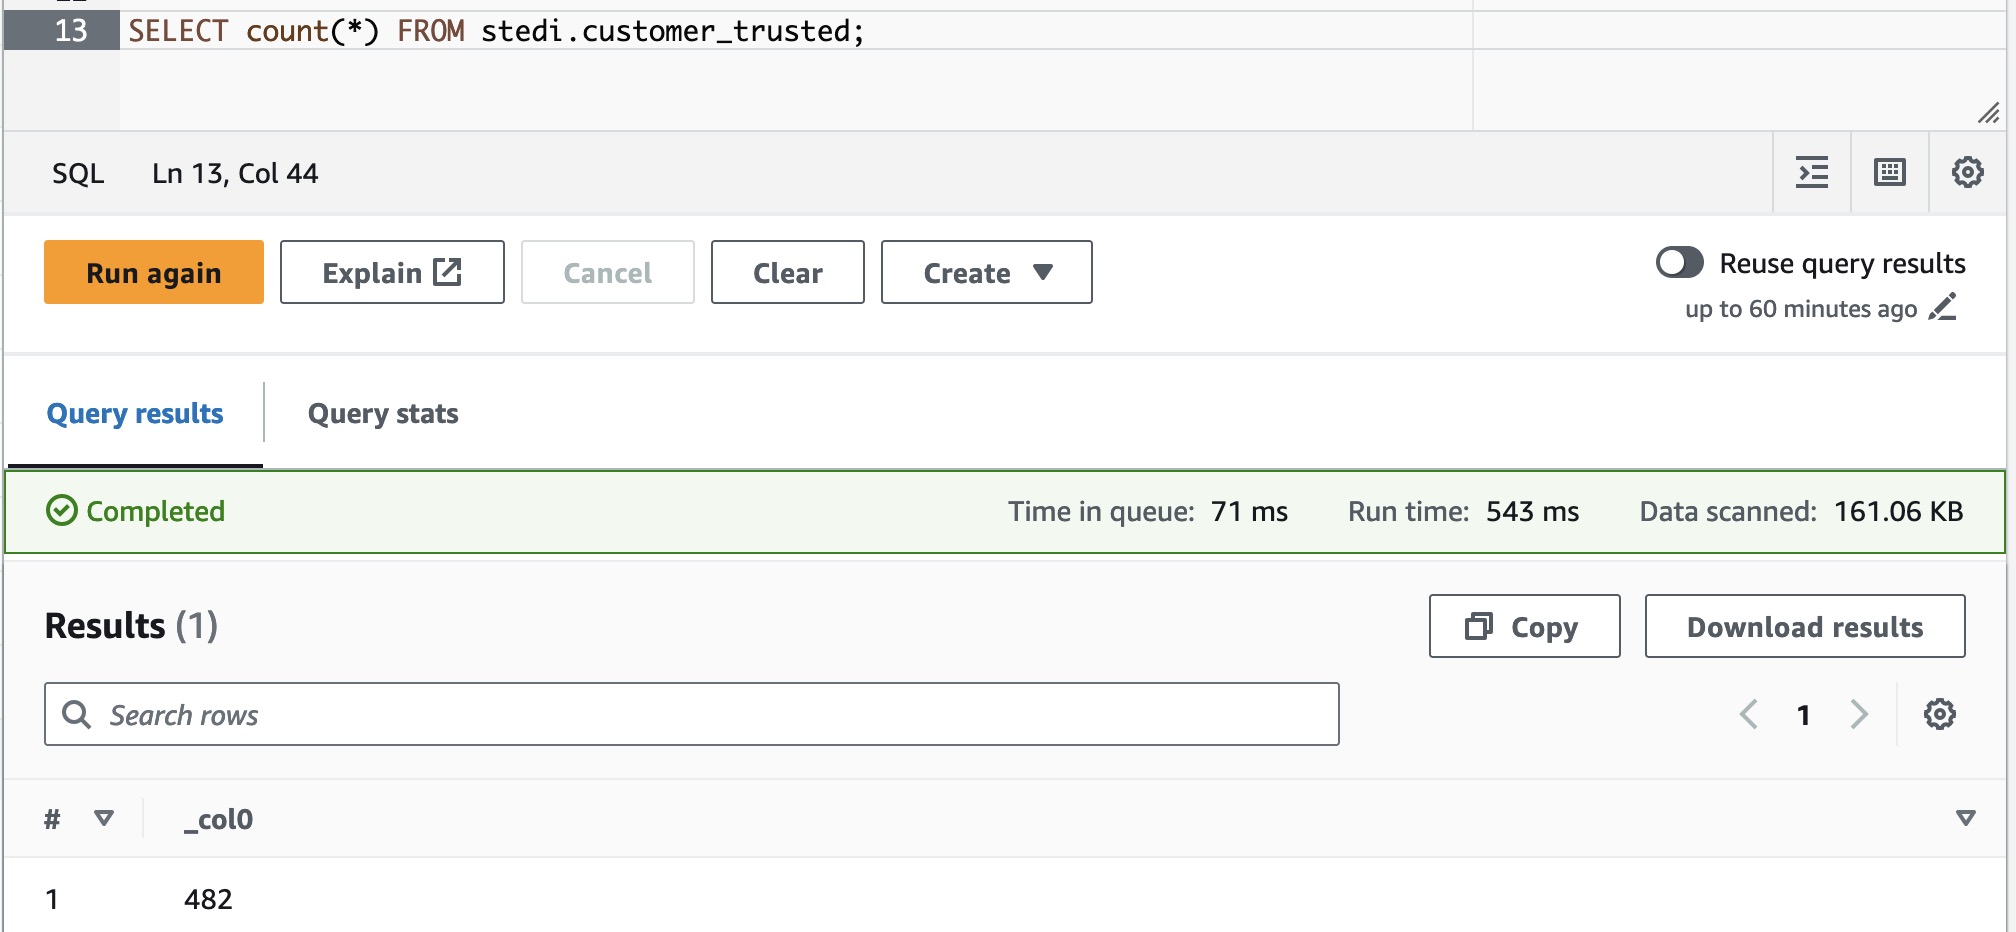 13 SELECT count(*) FROM stedi.customer_trusted;
SQL Ln 13, Col 44
Run again Explain Cancel Clear Create Reuse query results
up to 60 minutes ago
Query results Query stats
Completed Time in queue: 71 ms Run time: 543 ms Data scanned: 161.06 KB
Results (1) Copy Download results
Search rows 1
# _col0
1 482